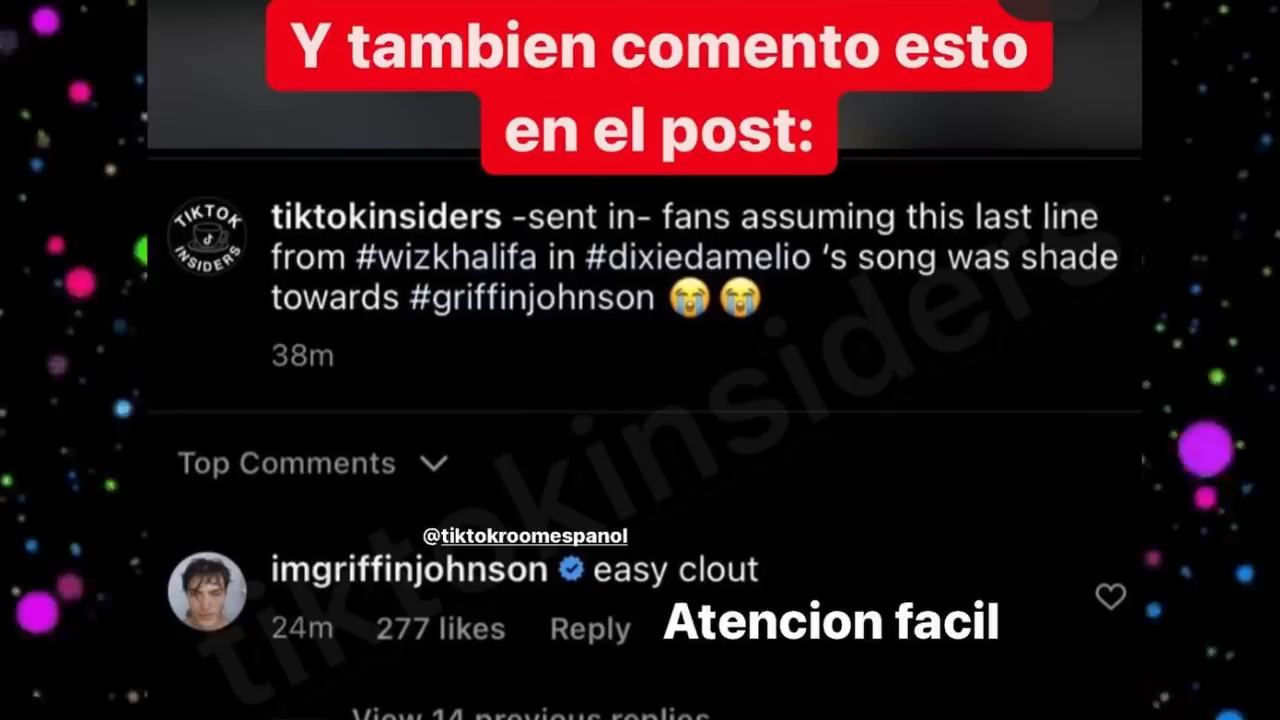 Y tambien comento esto
en el post:
TIKTOK
INSIDERS
tiktokinsiders -sent in- fans assuming this last line
from #wizkhalifa in #dixiedamelio ‘s song was shade
towards #griffinjohnson 😭😭
38m
Top Comments
@tiktokroomespanol
imgriffinjohnson easy clout
24m 277 likes Reply Atencion facil
View 14 previous replies
tiktokinsiders